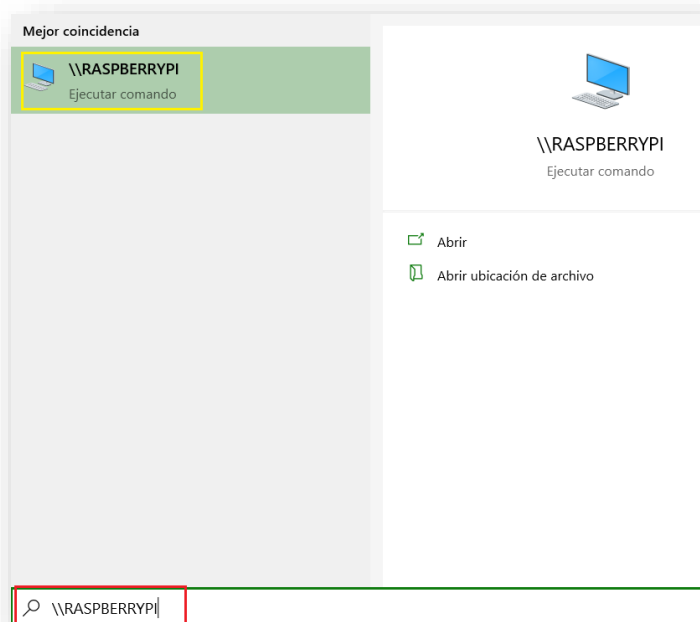 Mejor coincidencia
\\RASPBERRYPI
Ejecutar comando
\\RASPBERRYPI
Ejecutar comando
Abrir
Abrir ubicación de archivo
\\RASPBERRYPI